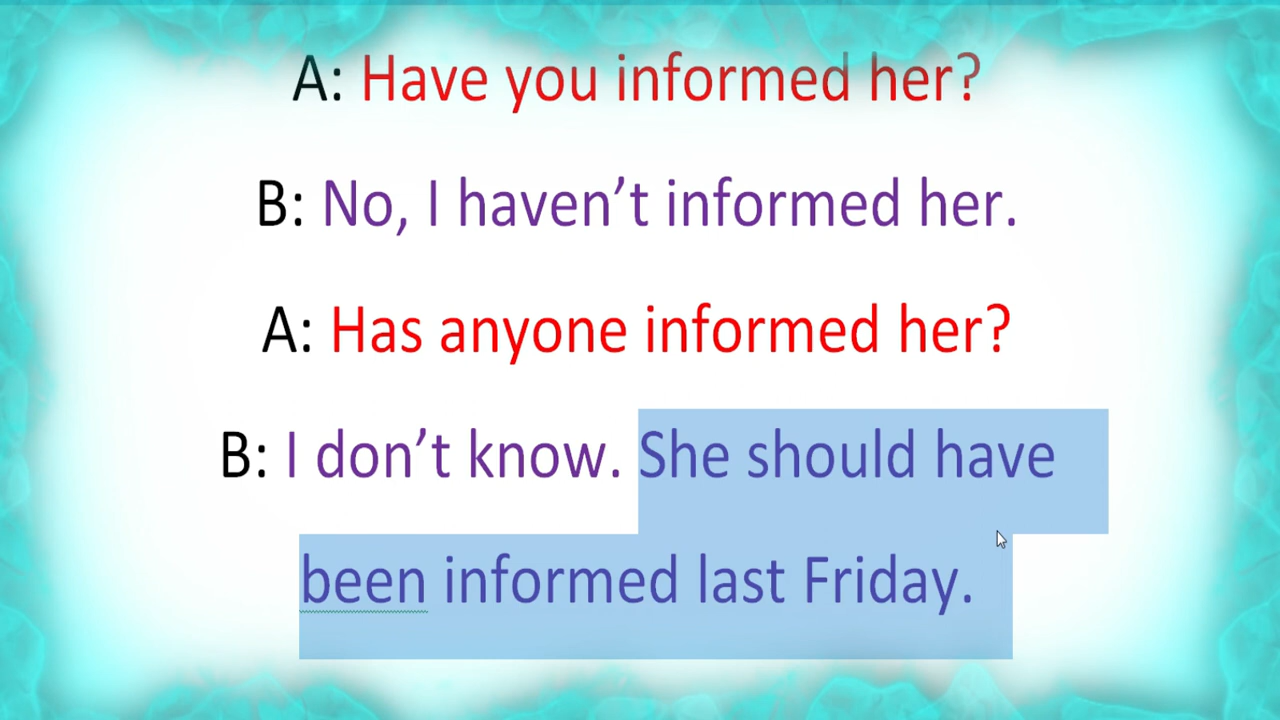 A: Have you informed her?
B: No, I haven’t informed her.
A: Has anyone informed her?
B: I don’t know. She should have
been informed last Friday.